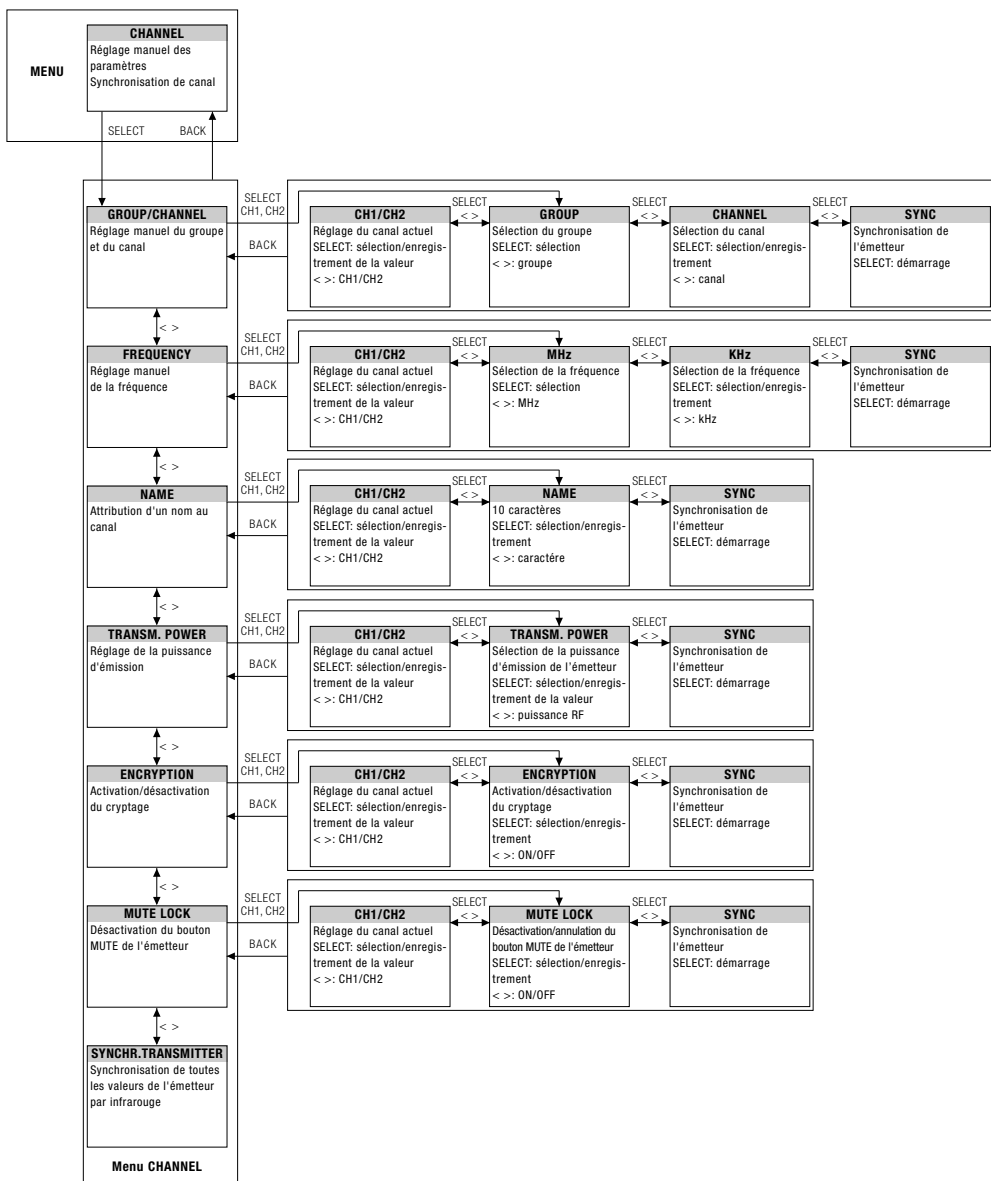 CHANNEL
Réglage manuel des
paramètres
Synchronisation de canal
MENU
SELECT
BACK
GROUP/CHANNEL
Réglage manuel du groupe
et du canal
SELECT
CH1, CH2
BACK
CH1/CH2
Réglage du canal actuel
SELECT: sélection/enregis-
trement de la valeur
< >: CH1/CH2
SELECT
< >
GROUP
Sélection du groupe
SELECT: sélection
< >: groupe
SELECT
< >
CHANNEL
Sélection du canal
SELECT: sélection/enregis-
trement
< >: canal
SELECT
< >
SYNC
Synchronisation de
l'émetteur
SELECT: démarrage
< >
FREQUENCY
Réglage manuel
de la fréquence
SELECT
CH1, CH2
BACK
CH1/CH2
Réglage du canal actuel
SELECT: sélection/enregis-
trement de la valeur
< >: CH1/CH2
SELECT
< >
MHz
Sélection de la fréquence
SELECT: sélection
< >: MHz
SELECT
< >
KHz
Sélection de la fréquence
SELECT: sélection/enregis-
trement
< >: kHz
SELECT
< >
SYNC
Synchronisation de
l'émetteur
SELECT: démarrage
< >
NAME
Attribution d'un nom au
canal
SELECT
CH1, CH2
BACK
CH1/CH2
Réglage du canal actuel
SELECT: sélection/enregis-
trement de la valeur
< >: CH1/CH2
SELECT
< >
NAME
10 caractères
SELECT: sélection/enregis-
trement
< >: caractére
SELECT
< >
SYNC
Synchronisation de
l'émetteur
SELECT: démarrage
< >
TRANSM. POWER
Réglage de la puissance
d'émission
SELECT
CH1, CH2
BACK
CH1/CH2
Réglage du canal actuel
SELECT: sélection/enregis-
trement de la valeur
< >: CH1/CH2
SELECT
< >
TRANSM. POWER
Sélection de la puissance
d'émission de l'émetteur
SELECT: sélection/enregis-
trement de la valeur
< >: puissance RF
SELECT
< >
SYNC
Synchronisation de
l'émetteur
SELECT: démarrage
< >
ENCRYPTION
Activation/désactivation
du cryptage
SELECT
CH1, CH2
BACK
CH1/CH2
Réglage du canal actuel
SELECT: sélection/enregis-
trement de la valeur
< >: CH1/CH2
SELECT
< >
ENCRYPTION
Activation/désactivation
du cryptage
SELECT: sélection/enregis-
trement
< >: ON/OFF
SELECT
< >
SYNC
Synchronisation de
l'émetteur
SELECT: démarrage
< >
MUTE LOCK
Désactivation du bouton
MUTE de l'émetteur
SELECT
CH1, CH2
BACK
CH1/CH2
Réglage du canal actuel
SELECT: sélection/enregis-
trement de la valeur
< >: CH1/CH2
SELECT
< >
MUTE LOCK
Désactivation/annulation du
bouton MUTE de l'émetteur
SELECT: sélection/enregis-
trement
< >: ON/OFF
SELECT
< >
SYNC
Synchronisation de
l'émetteur
SELECT: démarrage
< >
SYNCHR.TRANSMITTER
Synchronisation de toutes
les valeurs de l'émetteur
par infrarouge
Menu CHANNEL